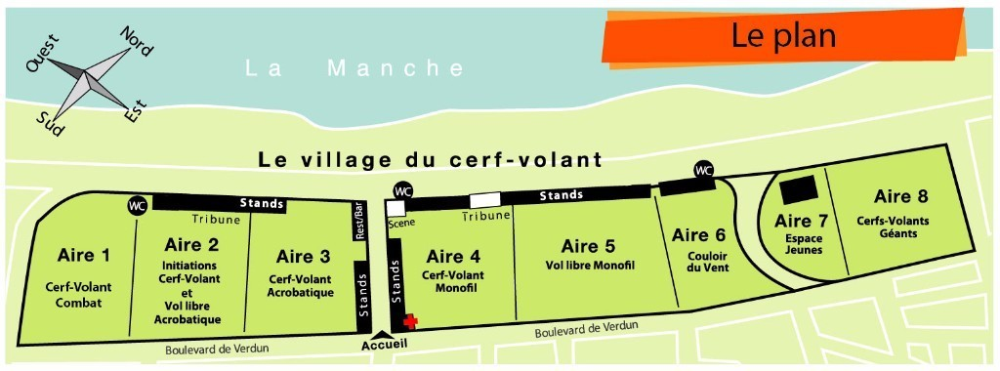 Le plan
Ouest
Nord
Sud
Est
La Manche
Le village du cerf-volant
WC
Stands
Tribune
Rest/Bar
WC
Scene
Tribune
Stands
WC
Aire 1
Cerf-Volant
Combat
Aire 2
Initiations
Cerf-Volant
et
Vol libre
Acrobatique
Aire 3
Cerf-Volant
Acrobatique
Stands
Stands
Aire 4
Cerf-Volant
Monofil
Aire 5
Vol libre Monofil
Aire 6
Couloir
du Vent
Aire 7
Espace
Jeunes
Aire 8
Cerfs-Volants
Géants
Boulevard de Verdun
Accueil
Boulevard de Verdun